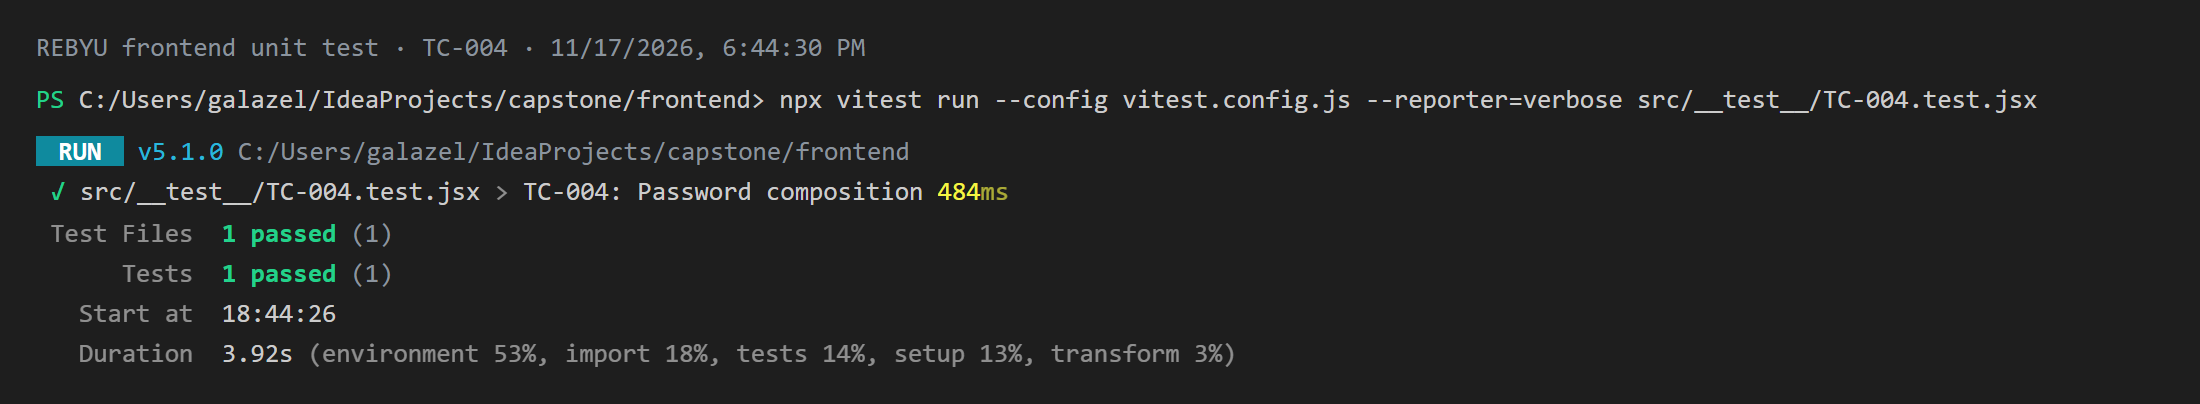 REBYU frontend unit test · TC-004 · 11/17/2026, 6:44:30 PM
PS C:/Users/galazel/IdeaProjects/capstone/frontend> npx vitest run --config vitest.config.js --reporter=verbose src/__test__/TC-004.test.jsx
RUN v5.1.0 C:/Users/galazel/IdeaProjects/capstone/frontend
√ src/__test__/TC-004.test.jsx > TC-004: Password composition 484ms
Test Files 1 passed (1)
Tests 1 passed (1)
Start at 18:44:26
Duration 3.92s (environment 53%, import 18%, tests 14%, setup 13%, transform 3%)